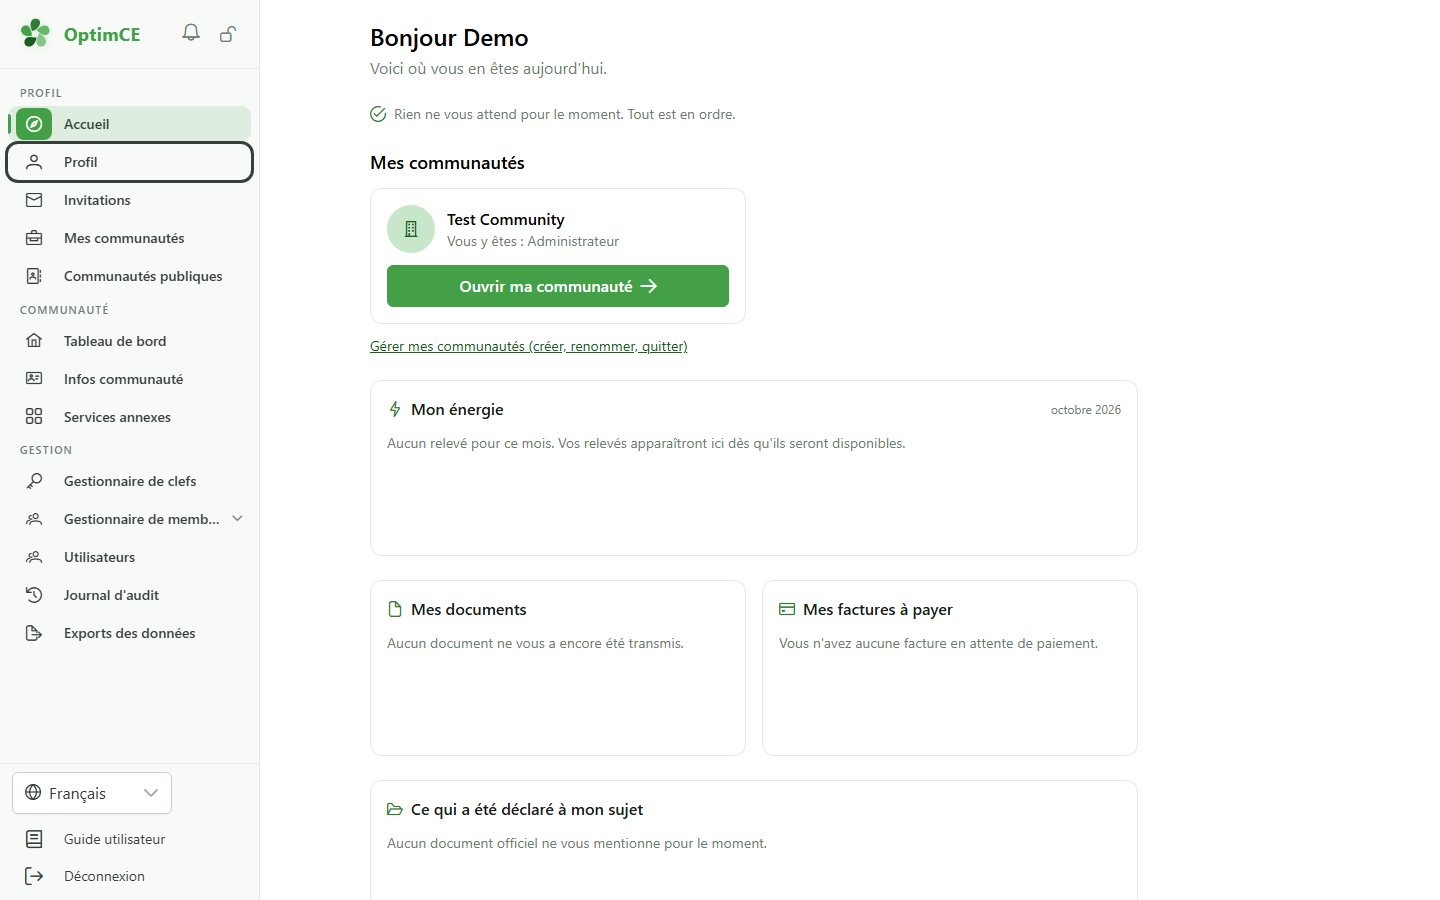 OptimCE
PROFIL
Accueil
Profil
Invitations
Mes communautés
Communautés publiques
COMMUNAUTÉ
Tableau de bord
Infos communauté
Services annexes
GESTION
Gestionnaire de clefs
Gestionnaire de memb...
Utilisateurs
Journal d'audit
Exports des données
Français
Guide utilisateur
Déconnexion
Bonjour Demo
Voici où vous en êtes aujourd'hui.
Rien ne vous attend pour le moment. Tout est en ordre.
Mes communautés
Test Community
Vous y êtes : Administrateur
Ouvrir ma communauté
Gérer mes communautés (créer, renommer, quitter)
Mon énergie
octobre 2026
Aucun relevé pour ce mois. Vos relevés apparaîtront ici dès qu'ils seront disponibles.
Mes documents
Aucun document ne vous a encore été transmis.
Mes factures à payer
Vous n'avez aucune facture en attente de paiement.
Ce qui a été déclaré à mon sujet
Aucun document officiel ne vous mentionne pour le moment.